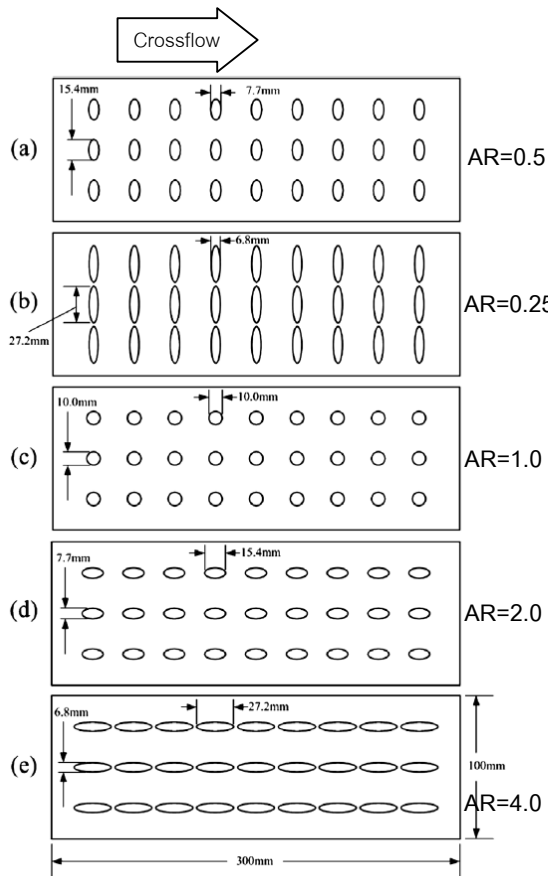 Crossflow
15.4mm
7.7mm
(a)
AR=0.5
6.8mm
(b)
27.2mm
AR=0.25
10.0mm
10.0mm
(c)
AR=1.0
15.4mm
7.7mm
(d)
AR=2.0
27.2mm
6.8mm
(e)
100mm
AR=4.0
300mm